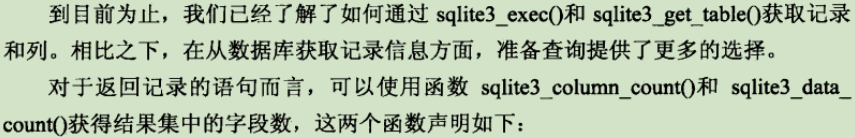 到目前为止，我们已经了解了如何通过 sqlite3_exec()和 sqlite3_get_table()获取记录
和列。相比之下，在从数据库获取记录信息方面，准备查询提供了更多的选择。
对于返回记录的语句而言，可以使用函数 sqlite3_column_count()和 sqlite3_data_
count()获得结果集中的字段数，这两个函数声明如下：